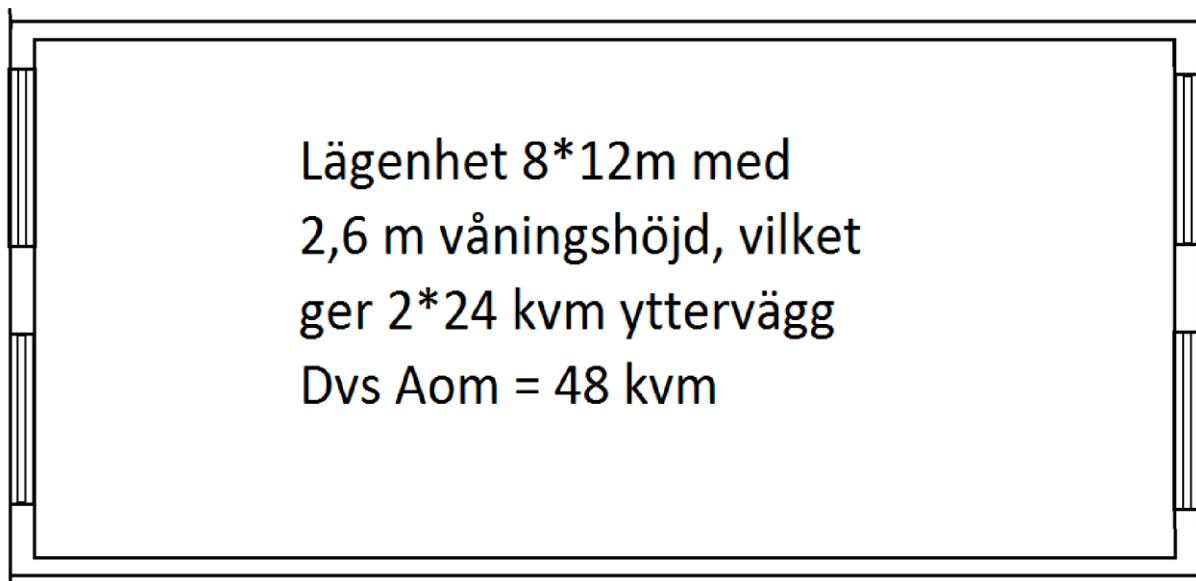 Lägenhet 8*12m med
2,6 m våningshöjd, vilket
ger 2*24 kvm yttervägg
Dvs Aom = 48 kvm